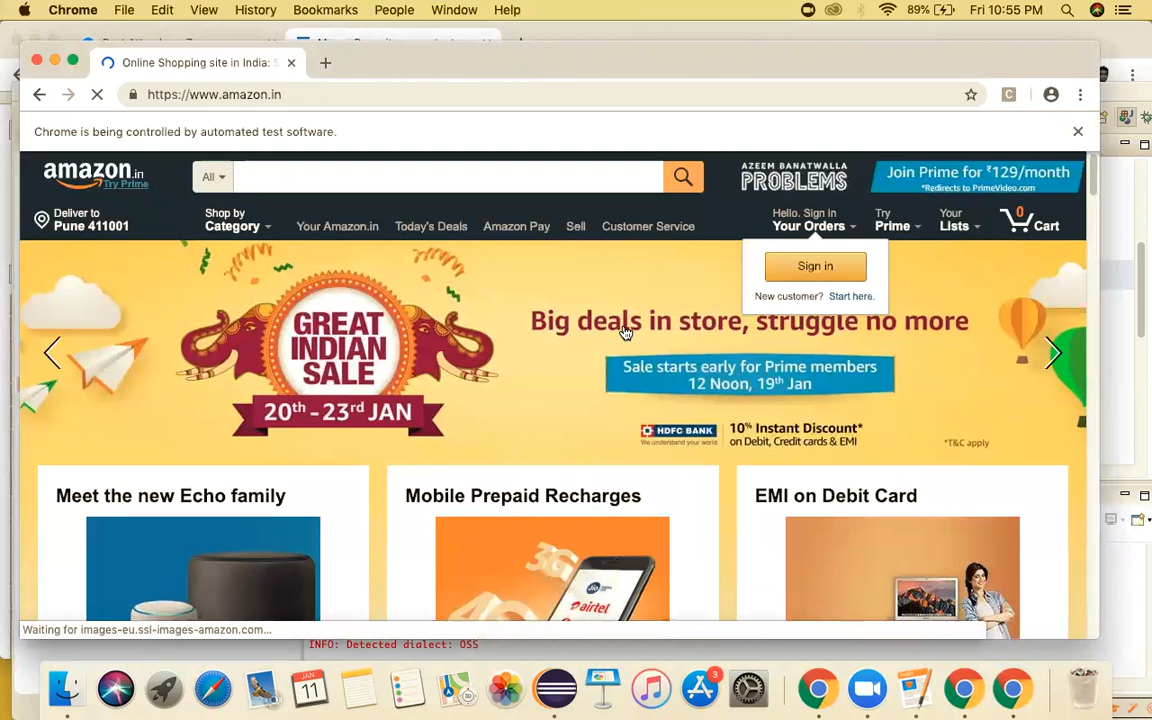 Chrome File Edit View History Bookmarks People Window Help 89% Fri 10:55 PM
Online Shopping site in India: S
https://www.amazon.in
C
Chrome is being controlled by automated test software.
amazon.in
Try Prime
All
AZEEM BANATWALLA
PROBLEMS
Join Prime for ₹129/month
*Redirects to PrimeVideo.com
Deliver to
Pune 411001
Shop by
Category
Your Amazon.in Today's Deals Amazon Pay Sell Customer Service
Hello. Sign in
Your Orders
Try
Prime
Your
Lists
0
Cart
Sign in
New customer? Start here.
GREAT
INDIAN
SALE
20th - 23rd JAN
Big deals in store, struggle no more
Sale starts early for Prime members
12 Noon, 19th Jan
HDFC BANK
We understand your world
10% Instant Discount*
on Debit, Credit cards & EMI
*T&C apply
Meet the new Echo family
Mobile Prepaid Recharges
EMI on Debit Card
3G
4G
Jio
airtel
Waiting for images-eu.ssl-images-amazon.com...
INFO: Detected dialect: OSS
JAN
11
3